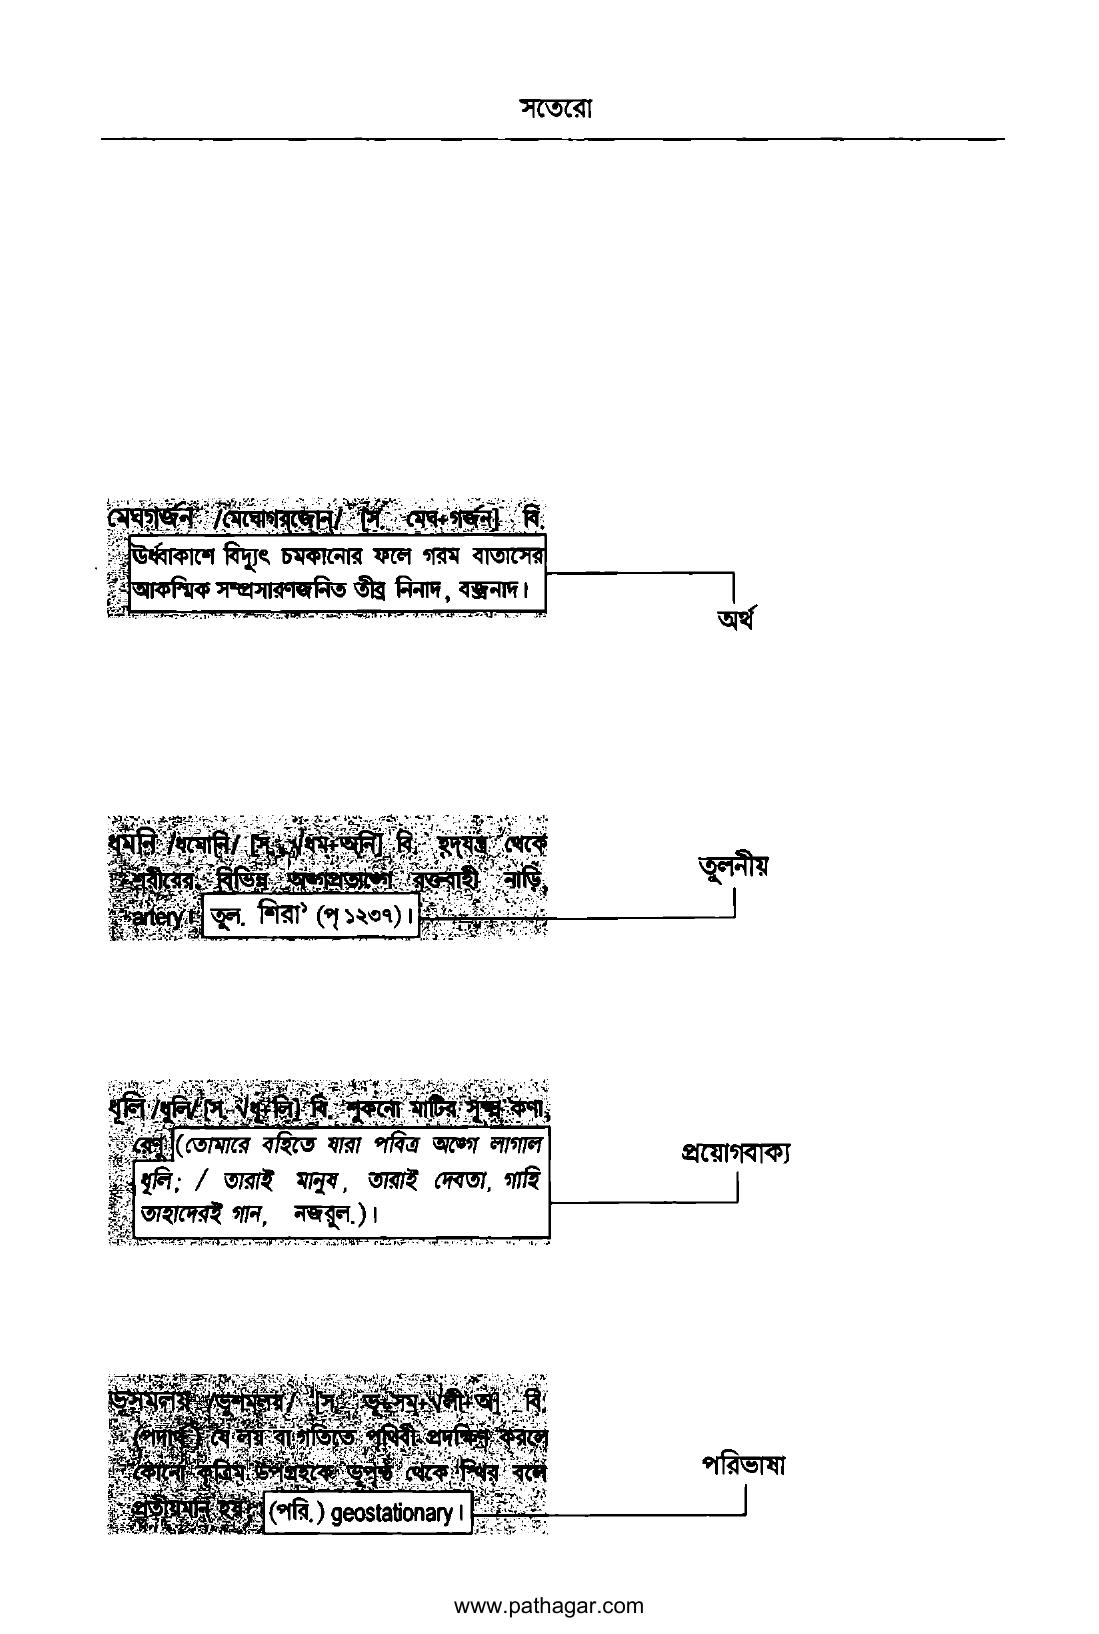 সতেরো
মেঘগর্জন /মেঘোগর্‌জোন্/ [স. মেঘ+গর্জন] বি.
ঊর্ধ্বাকাশে বিদ্যুৎ চমকানোর ফলে গরম বাতাসের
আকস্মিক সম্প্রসারণজনিত তীব্র নিনাদ, বজ্রনাদ।
অর্থ
ধমনি /ধমোনি/ [স. √ধম+অনি] বি. হৃদ্‌যন্ত্র থেকে
শরীরের বিভিন্ন অঙ্গপ্রত্যঙ্গে রক্তবাহী নাড়ি,
artery। তুল. শিরা১ (পৃ ১২৩৭)।
তুলনীয়
ধূলি /ধুলি/ [স. √ধূ+লি] বি. শুকনো মাটির সূক্ষ্ম কণা,
রেণু (তোমারে বহিতে যারা পবিত্র অঙ্গে লাগাল
ধূলি; / তারাই মানুষ, তারাই দেবতা, গাহি
তাহাদেরই গান, নজরুল.)।
প্রয়োগবাক্য
ভূসমলয় /ভুশমলয়/ [স. ভূ+সম্+√লী+অ] বি.
(পদার্থ.) যে লয় বা গতিতে পৃথিবী প্রদক্ষিণ করলে
কোনো কৃত্রিম উপগ্রহকে ভূপৃষ্ঠ থেকে স্থির বলে
প্রতীয়মান হয়; (পরি.) geostationary।
পরিভাষা
www.pathagar.com